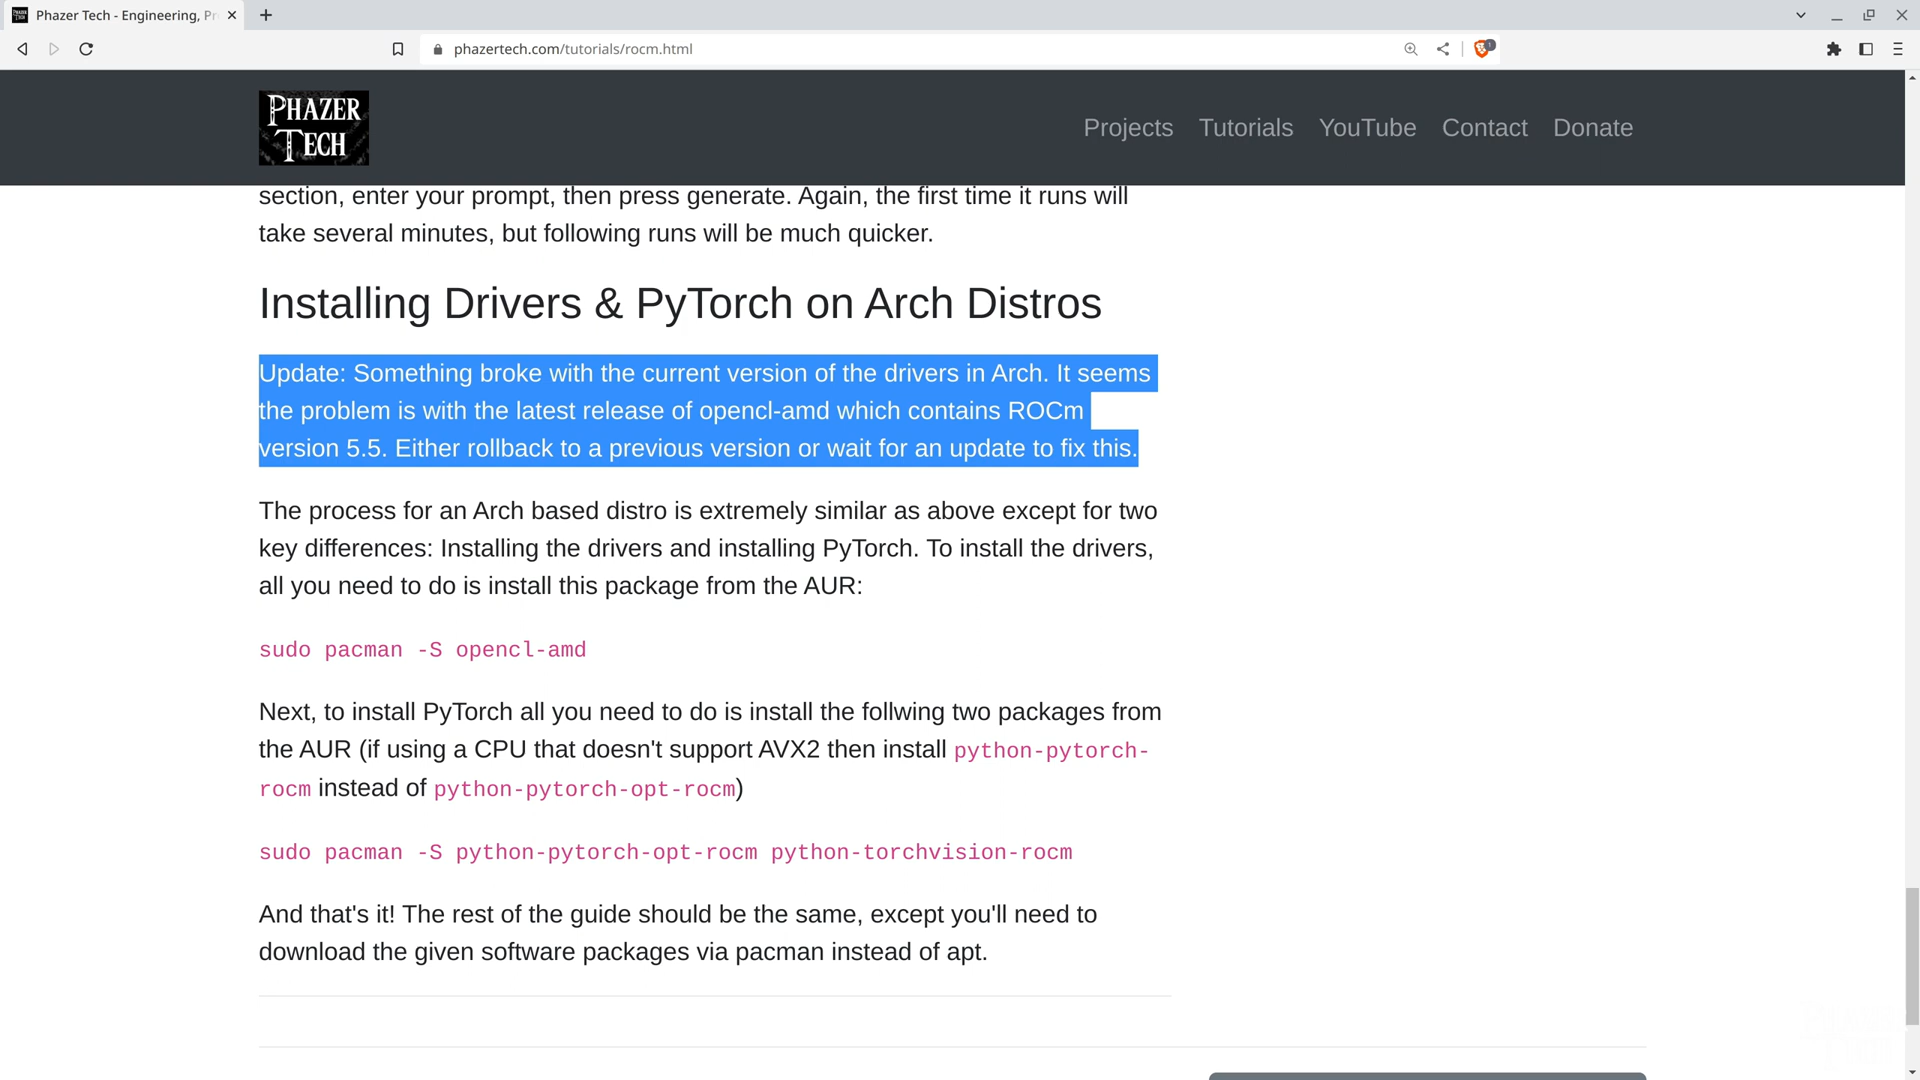 Phazer Tech - Engineering, Pr
phazertech.com/tutorials/rocm.html
1
PHAZER
TECH
Projects Tutorials YouTube Contact Donate
section, enter your prompt, then press generate. Again, the first time it runs will
take several minutes, but following runs will be much quicker.
Installing Drivers & PyTorch on Arch Distros
Update: Something broke with the current version of the drivers in Arch. It seems
the problem is with the latest release of opencl-amd which contains ROCm
version 5.5. Either rollback to a previous version or wait for an update to fix this.
The process for an Arch based distro is extremely similar as above except for two
key differences: Installing the drivers and installing PyTorch. To install the drivers,
all you need to do is install this package from the AUR:
sudo pacman -S opencl-amd
Next, to install PyTorch all you need to do is install the follwing two packages from
the AUR (if using a CPU that doesn't support AVX2 then install python-pytorch-
rocm instead of python-pytorch-opt-rocm)
sudo pacman -S python-pytorch-opt-rocm python-torchvision-rocm
And that's it! The rest of the guide should be the same, except you'll need to
download the given software packages via pacman instead of apt.